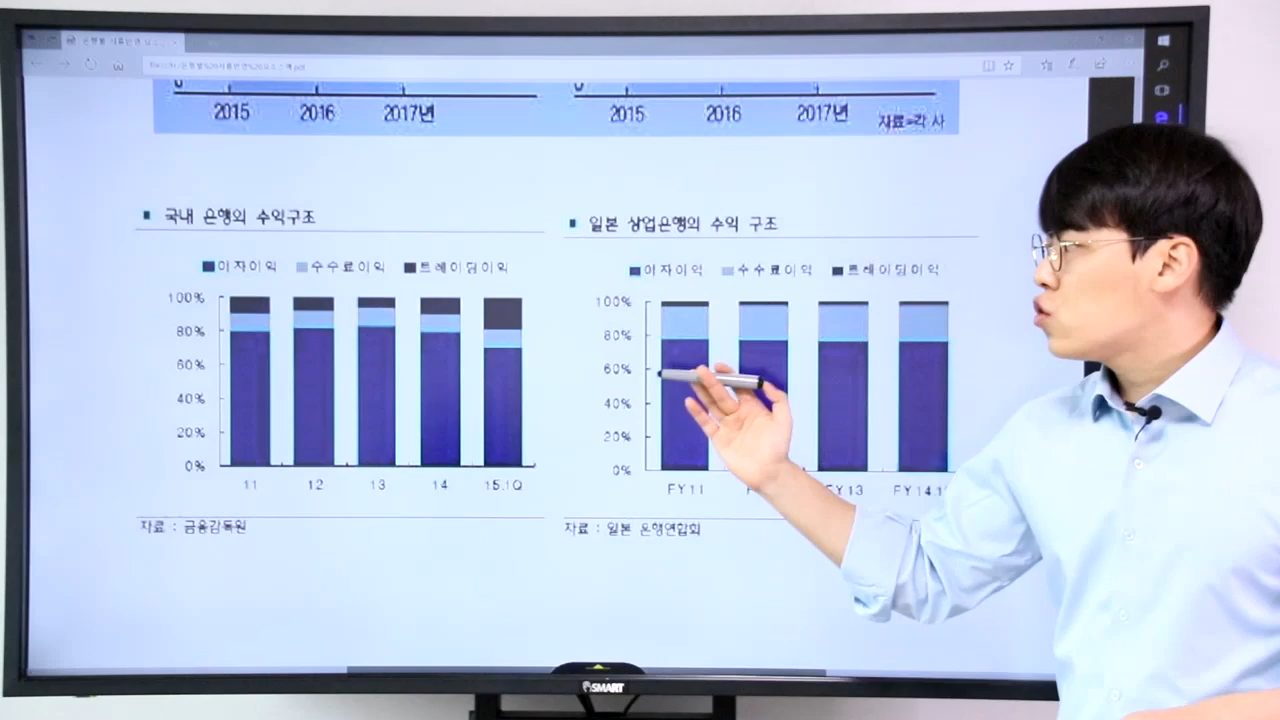 2015 2016 2017년
2015 2016 2017년 자료=각 사
국내 은행의 수익구조
이자이익 수수료이익 트레이딩이익
100%
80%
60%
40%
20%
0%
11 12 13 14 15.1Q
자료 : 금융감독원
일본 상업은행의 수익 구조
이자이익 수수료이익 트레이딩이익
100%
80%
60%
40%
20%
0%
FY11 FY13 FY14.1
자료 : 일본 은행연합회
SMART